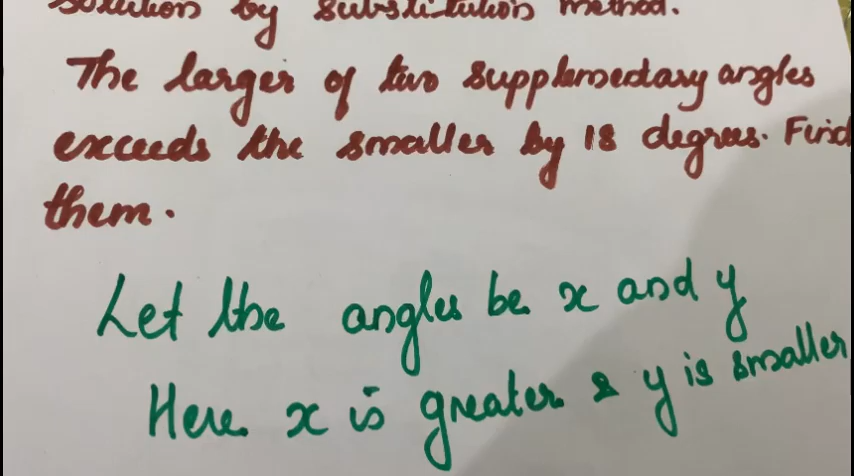 solution by substitution method.
The larger of two supplementary angles
exceeds the smaller by 18 degrees. Find
them.
Let the angles be x and y
Here x is greater & y is smaller